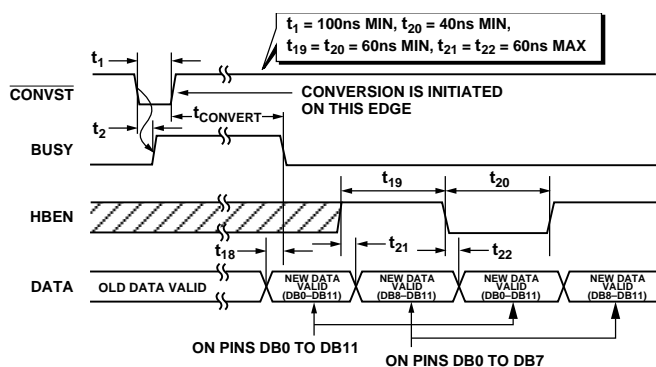 t1 = 100ns MIN, t20 = 40ns MIN,
t19 = t20 = 60ns MIN, t21 = t22 = 60ns MAX
t1
CONVST
CONVERSION IS INITIATED
ON THIS EDGE
t2
tCONVERT
BUSY
t19
t20
HBEN
t18
t21
t22
DATA
OLD DATA VALID
NEW DATA
VALID
(DB0–DB11)
NEW DATA
VALID
(DB8–DB11)
NEW DATA
VALID
(DB0–DB11)
NEW DATA
VALID
(DB8–DB11)
ON PINS DB0 TO DB11
ON PINS DB0 TO DB7